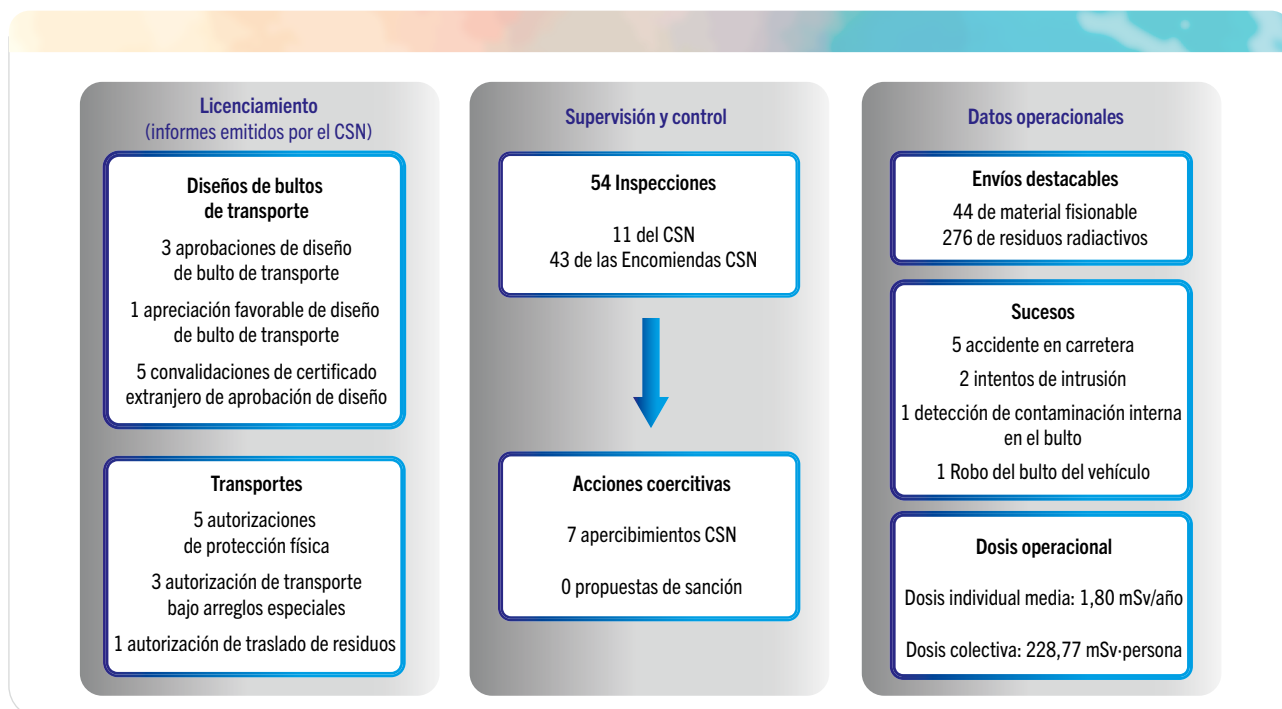 Licenciamiento
(informes emitidos por el CSN)
Diseños de bultos
de transporte
3 aprobaciones de diseño
de bulto de transporte
1 apreciación favorable de diseño
de bulto de transporte
5 convalidaciones de certificado
extranjero de aprobación de diseño
Transportes
5 autorizaciones
de protección física
3 autorización de transporte
bajo arreglos especiales
1 autorización de traslado de residuos
Supervisión y control
54 Inspecciones
11 del CSN
43 de las Encomiendas CSN
Acciones coercitivas
7 apercibimientos CSN
0 propuestas de sanción
Datos operacionales
Envíos destacables
44 de material fisionable
276 de residuos radiactivos
Sucesos
5 accidente en carretera
2 intentos de intrusión
1 detección de contaminación interna
en el bulto
1 Robo del bulto del vehículo
Dosis operacional
Dosis individual media: 1,80 mSv/año
Dosis colectiva: 228,77 mSv·persona